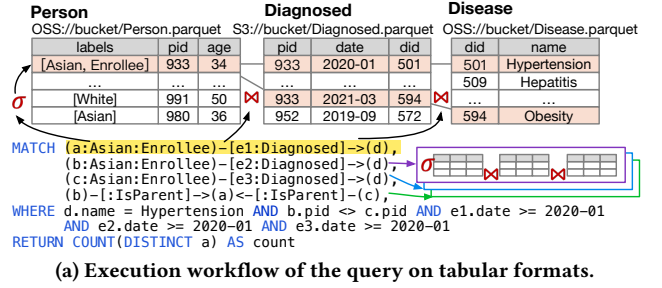 Person Diagnosed Disease
OSS://bucket/Person.parquet S3://bucket/Diagnosed.parquet OSS://bucket/Disease.parquet
labels pid age pid date did did name
[Asian, Enrollee] 933 34 933 2020-01 501 501 Hypertension
... ... ... ... ... ... 509 Hepatitis
σ [White] 991 50 ⋈ 933 2021-03 594 ⋈ ... ...
[Asian] 980 36 952 2019-09 572 594 Obesity
MATCH (a:Asian:Enrollee)-[e1:Diagnosed]->(d),
(b:Asian:Enrollee)-[e2:Diagnosed]->(d), σ
(c:Asian:Enrollee)-[e3:Diagnosed]->(d), ⋈ ⋈
(b)-[:IsParent]->(a)<-[:IsParent]-(c),
WHERE d.name = Hypertension AND b.pid <> c.pid AND e1.date >= 2020-01
AND e2.date >= 2020-01 AND e3.date >= 2020-01
RETURN COUNT(DISTINCT a) AS count
(a) Execution workflow of the query on tabular formats.